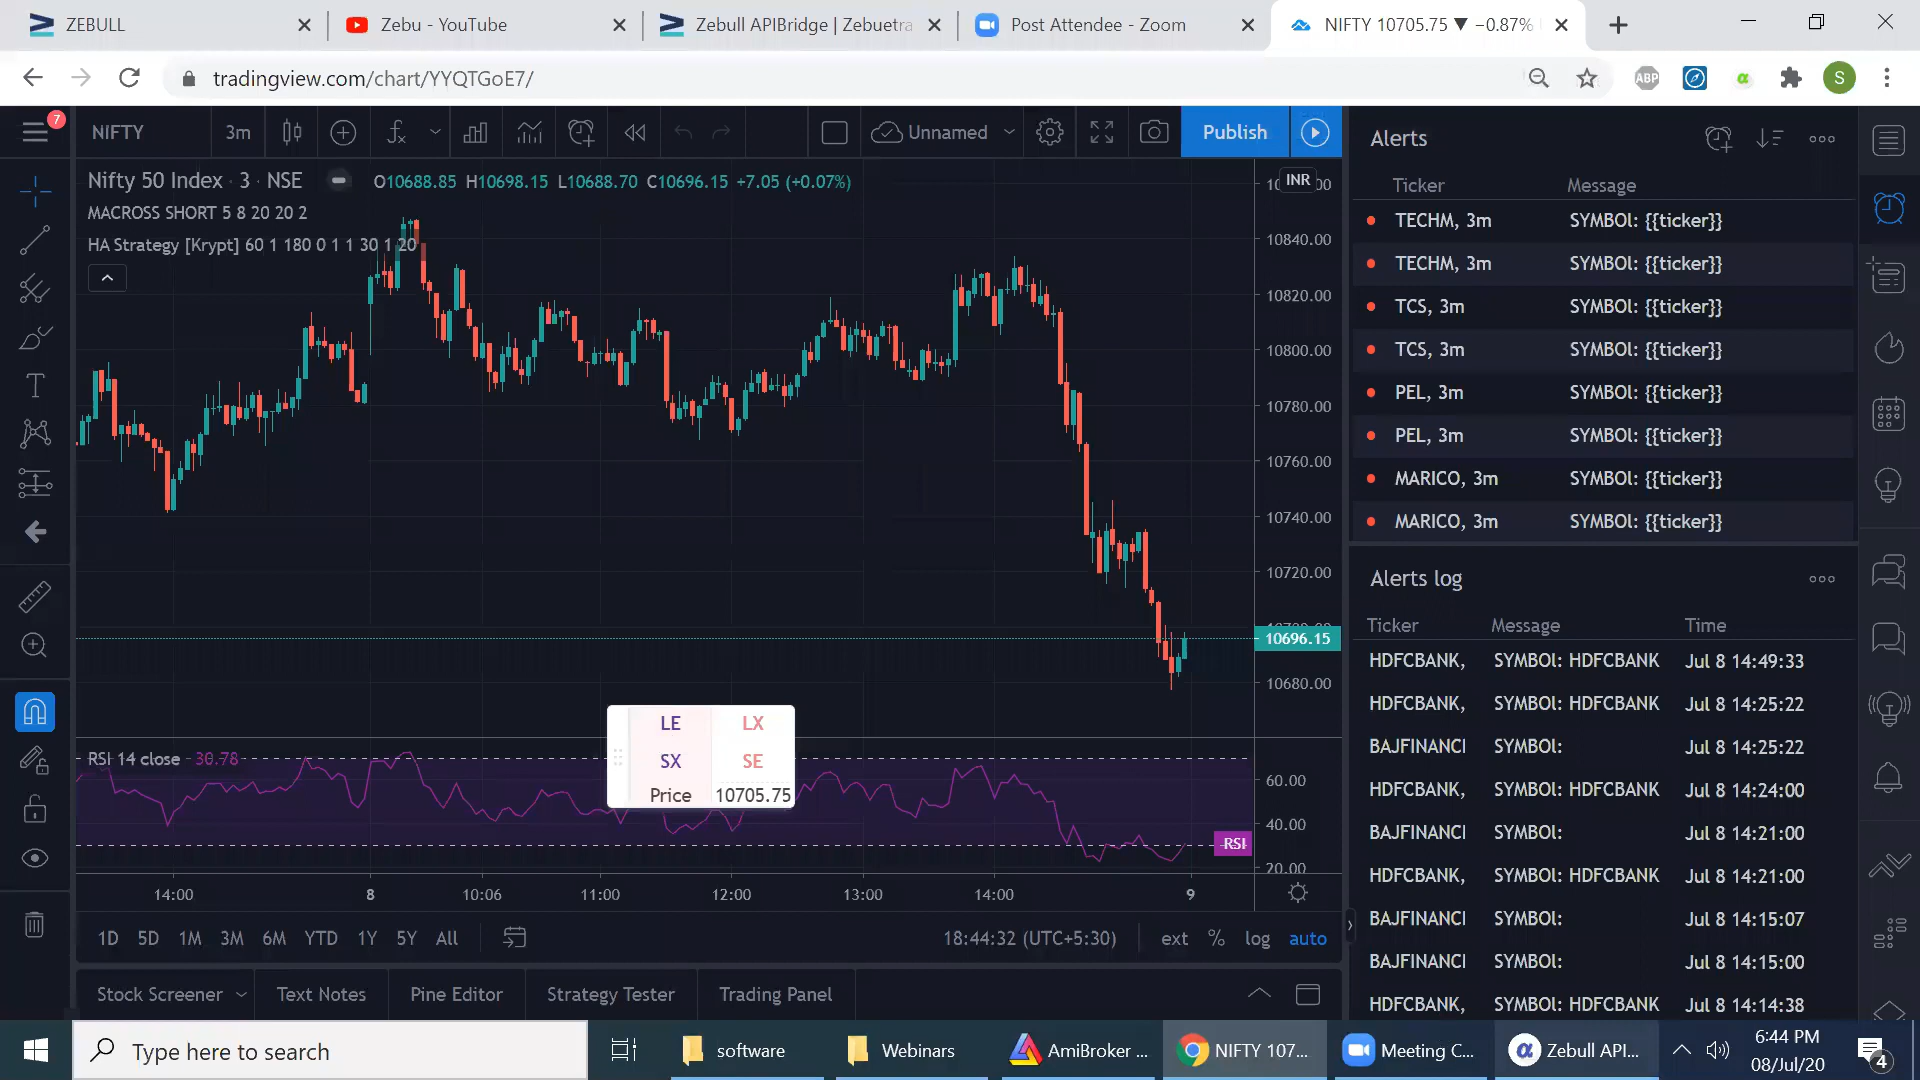 ZEBULL
Zebu - YouTube
Zebull APIBridge | Zebuetra
Post Attendee - Zoom
NIFTY 10705.75 ▼ −0.87%
tradingview.com/chart/YYQTGoE7/
ABP
S
7
NIFTY
3m
Unnamed
Publish
Nifty 50 Index · 3 · NSE
O10688.85 H10698.15 L10688.70 C10696.15 +7.05 (+0.07%)
MACROSS SHORT 5 8 20 20 2
HA Strategy [Krypt] 60 1 180 0 1 1 30 1 20
INR
10840.00
10820.00
10800.00
10780.00
10760.00
10740.00
10720.00
10696.15
10680.00
LE LX
SX SE
Price 10705.75
RSI 14 close 30.78
60.00
40.00
RSI
20.00
14:00 8 10:06 11:00 12:00 13:00 14:00 9
1D 5D 1M 3M 6M YTD 1Y 5Y All
18:44:32 (UTC+5:30)
ext % log auto
Stock Screener
Text Notes
Pine Editor
Strategy Tester
Trading Panel
Alerts
Ticker Message
TECHM, 3m SYMBOl: {{ticker}}
TECHM, 3m SYMBOl: {{ticker}}
TCS, 3m SYMBOl: {{ticker}}
TCS, 3m SYMBOl: {{ticker}}
PEL, 3m SYMBOl: {{ticker}}
PEL, 3m SYMBOl: {{ticker}}
MARICO, 3m SYMBOl: {{ticker}}
MARICO, 3m SYMBOl: {{ticker}}
Alerts log
Ticker Message Time
HDFCBANK, SYMBOl: HDFCBANK Jul 8 14:49:33
HDFCBANK, SYMBOl: HDFCBANK Jul 8 14:25:22
BAJFINANCI SYMBOl: Jul 8 14:25:22
HDFCBANK, SYMBOl: HDFCBANK Jul 8 14:24:00
BAJFINANCI SYMBOl: Jul 8 14:21:00
HDFCBANK, SYMBOl: HDFCBANK Jul 8 14:21:00
BAJFINANCI SYMBOl: Jul 8 14:15:07
BAJFINANCI SYMBOl: Jul 8 14:15:00
HDFCBANK, SYMBOl: HDFCBANK Jul 8 14:14:38
Type here to search
software
Webinars
AmiBroker ...
NIFTY 107...
Meeting C...
Zebull API...
6:44 PM
08/Jul/20
4